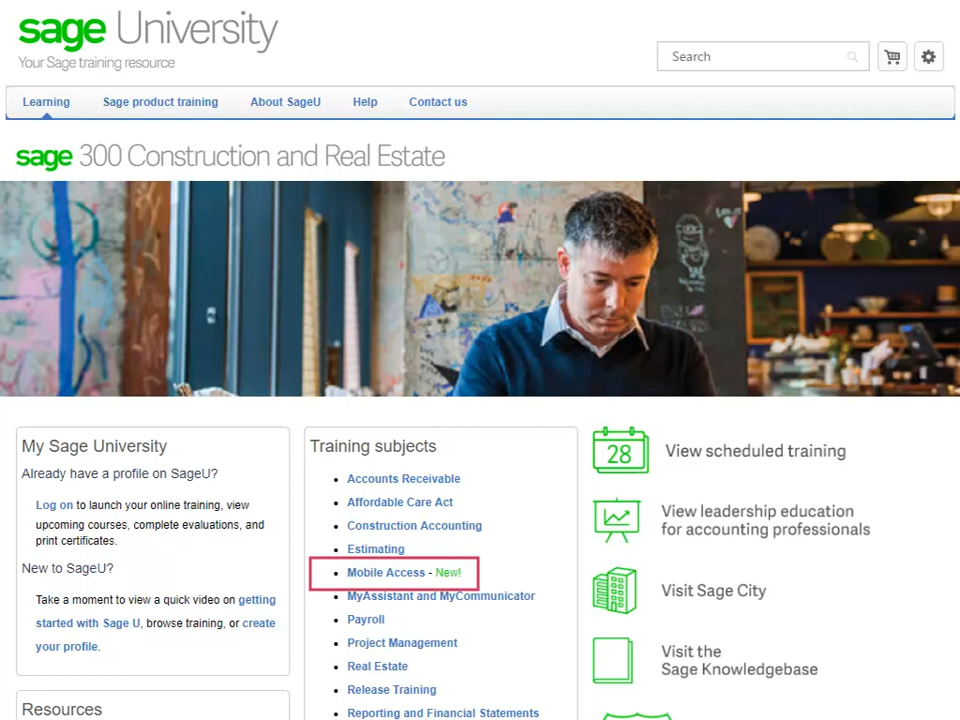 sage University
Your Sage training resource
Search
Learning
Sage product training
About SageU
Help
Contact us
sage 300 Construction and Real Estate
My Sage University
Already have a profile on SageU?
Log on to launch your online training, view
upcoming courses, complete evaluations, and
print certificates.
New to SageU?
Take a moment to view a quick video on getting
started with Sage U, browse training, or create
your profile.
Resources
Training subjects
Accounts Receivable
Affordable Care Act
Construction Accounting
Estimating
Mobile Access - New!
MyAssistant and MyCommunicator
Payroll
Project Management
Real Estate
Release Training
Reporting and Financial Statements
28
View scheduled training
View leadership education
for accounting professionals
Visit Sage City
Visit the
Sage Knowledgebase